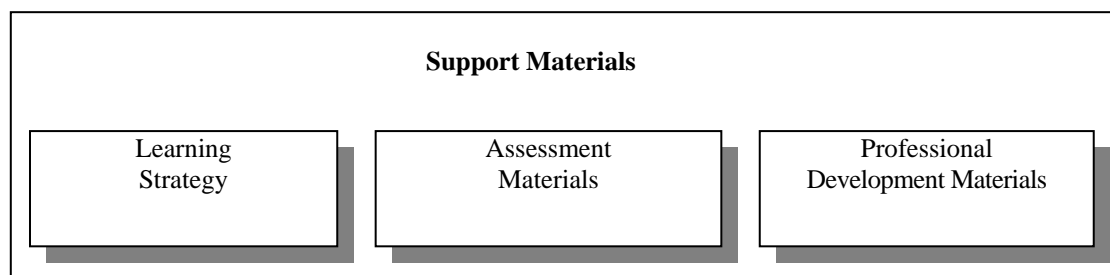 Support Materials
Learning
Strategy
Assessment
Materials
Professional
Development Materials